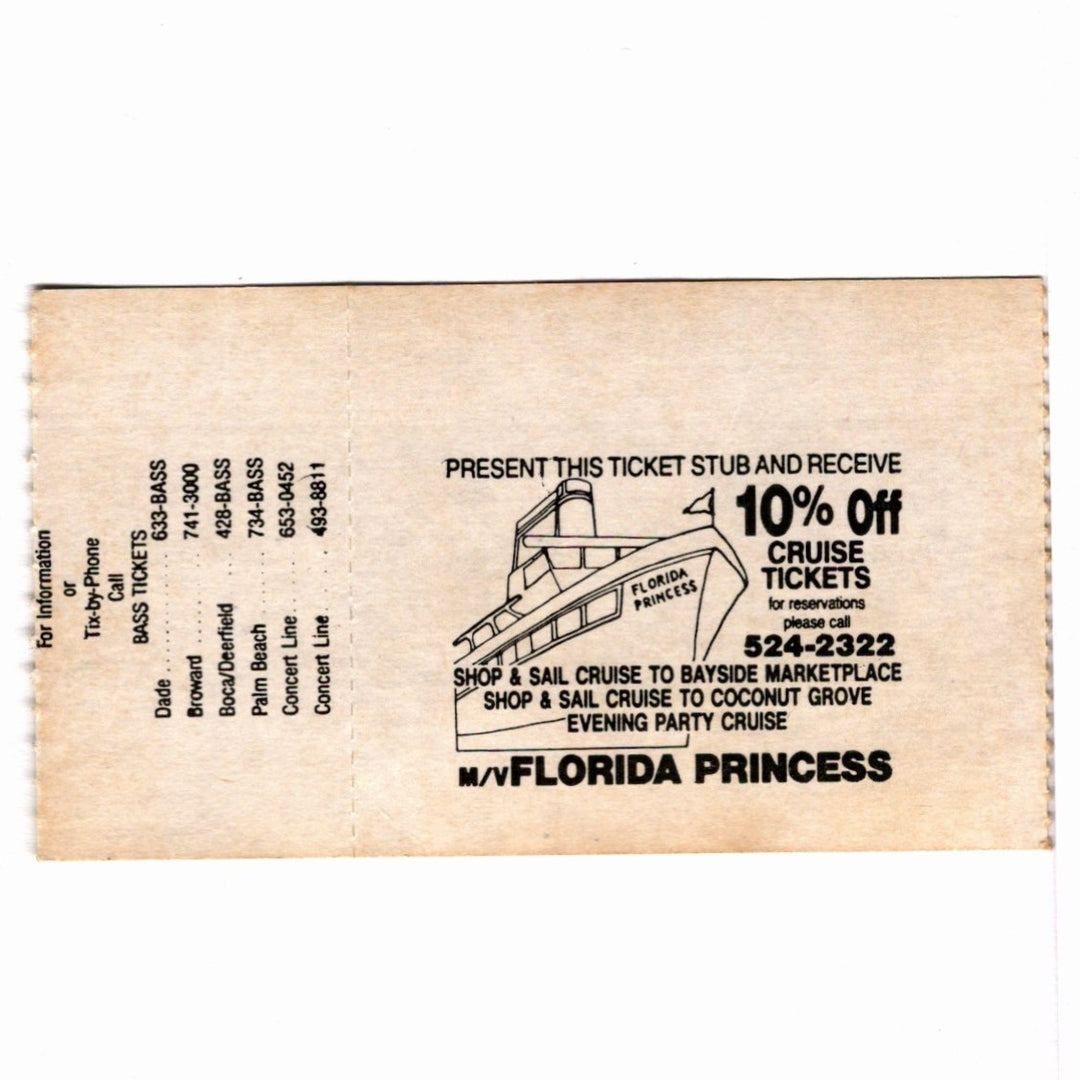 For Information
or
Tix-by-Phone
Call
BASS TICKETS
Dade.............. 633-BASS
Broward ...... 741-3000
Boca/Deerfield ... 428-BASS
Palm Beach ........ 734-BASS
Concert Line .... 653-0452
Concert Line ..... 493-8811
PRESENT THIS TICKET STUB AND RECEIVE
10% Off
CRUISE
TICKETS
for reservations
please call
524-2322
FLORIDA
PRINCESS
SHOP & SAIL CRUISE TO BAYSIDE MARKETPLACE
SHOP & SAIL CRUISE TO COCONUT GROVE
EVENING PARTY CRUISE
M/V FLORIDA PRINCESS